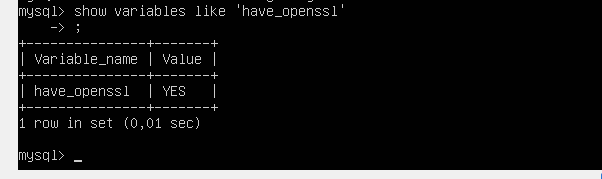 mysql> show variables like 'have_openssl'
    -> ;
+---------------+-------+
| Variable_name | Value |
+---------------+-------+
| have_openssl  | YES   |
+---------------+-------+
1 row in set (0,01 sec)
mysql> _